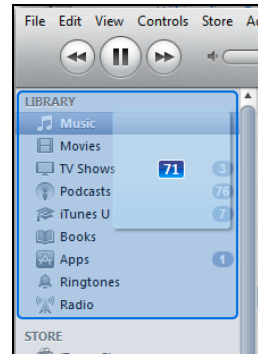 File Edit View Controls Store
LIBRARY
Music
Movies
TV Shows 71 3
Podcasts 76
iTunes U 7
Books
Apps 1
Ringtones
Radio
STORE